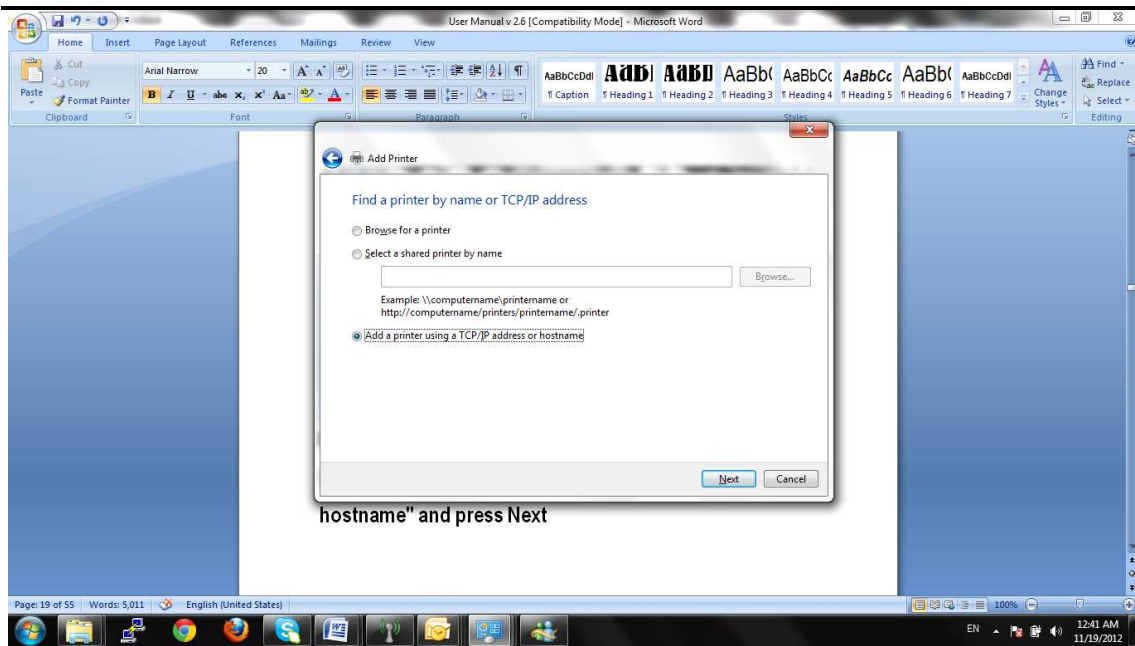 User Manual v 2.6 [Compatibility Mode] - Microsoft Word
Home Insert Page Layout References Mailings Review View
Cut
Copy
Format Painter
Paste
Clipboard
Arial Narrow 20
Font
Paragraph
AaBbCcDdI AaBbI AaBbI AaBb( AaBbCc AaBbCc AaBb( AaBbCcDdI
¶ Caption ¶ Heading 1 ¶ Heading 2 ¶ Heading 3 ¶ Heading 4 ¶ Heading 5 ¶ Heading 6 ¶ Heading 7
Change Styles
Styles
Find
Replace
Select
Editing
Add Printer
Find a printer by name or TCP/IP address
Browse for a printer
Select a shared printer by name
Browse...
Example: \\computername\printername or
http://computername/printers/printername/.printer
Add a printer using a TCP/IP address or hostname
Next Cancel
hostname" and press Next
Page: 19 of 55 Words: 5,011 English (United States) 100%
EN 12:41 AM
11/19/2012